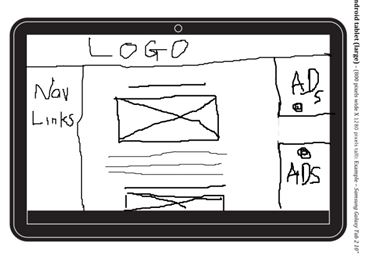 LOGO
Nav
Links
ADs
ADS
ndroid tablet (large) - (800 pixels wide X 1280 pixels tall: Example - Samsung Galaxy Tab 2 10"